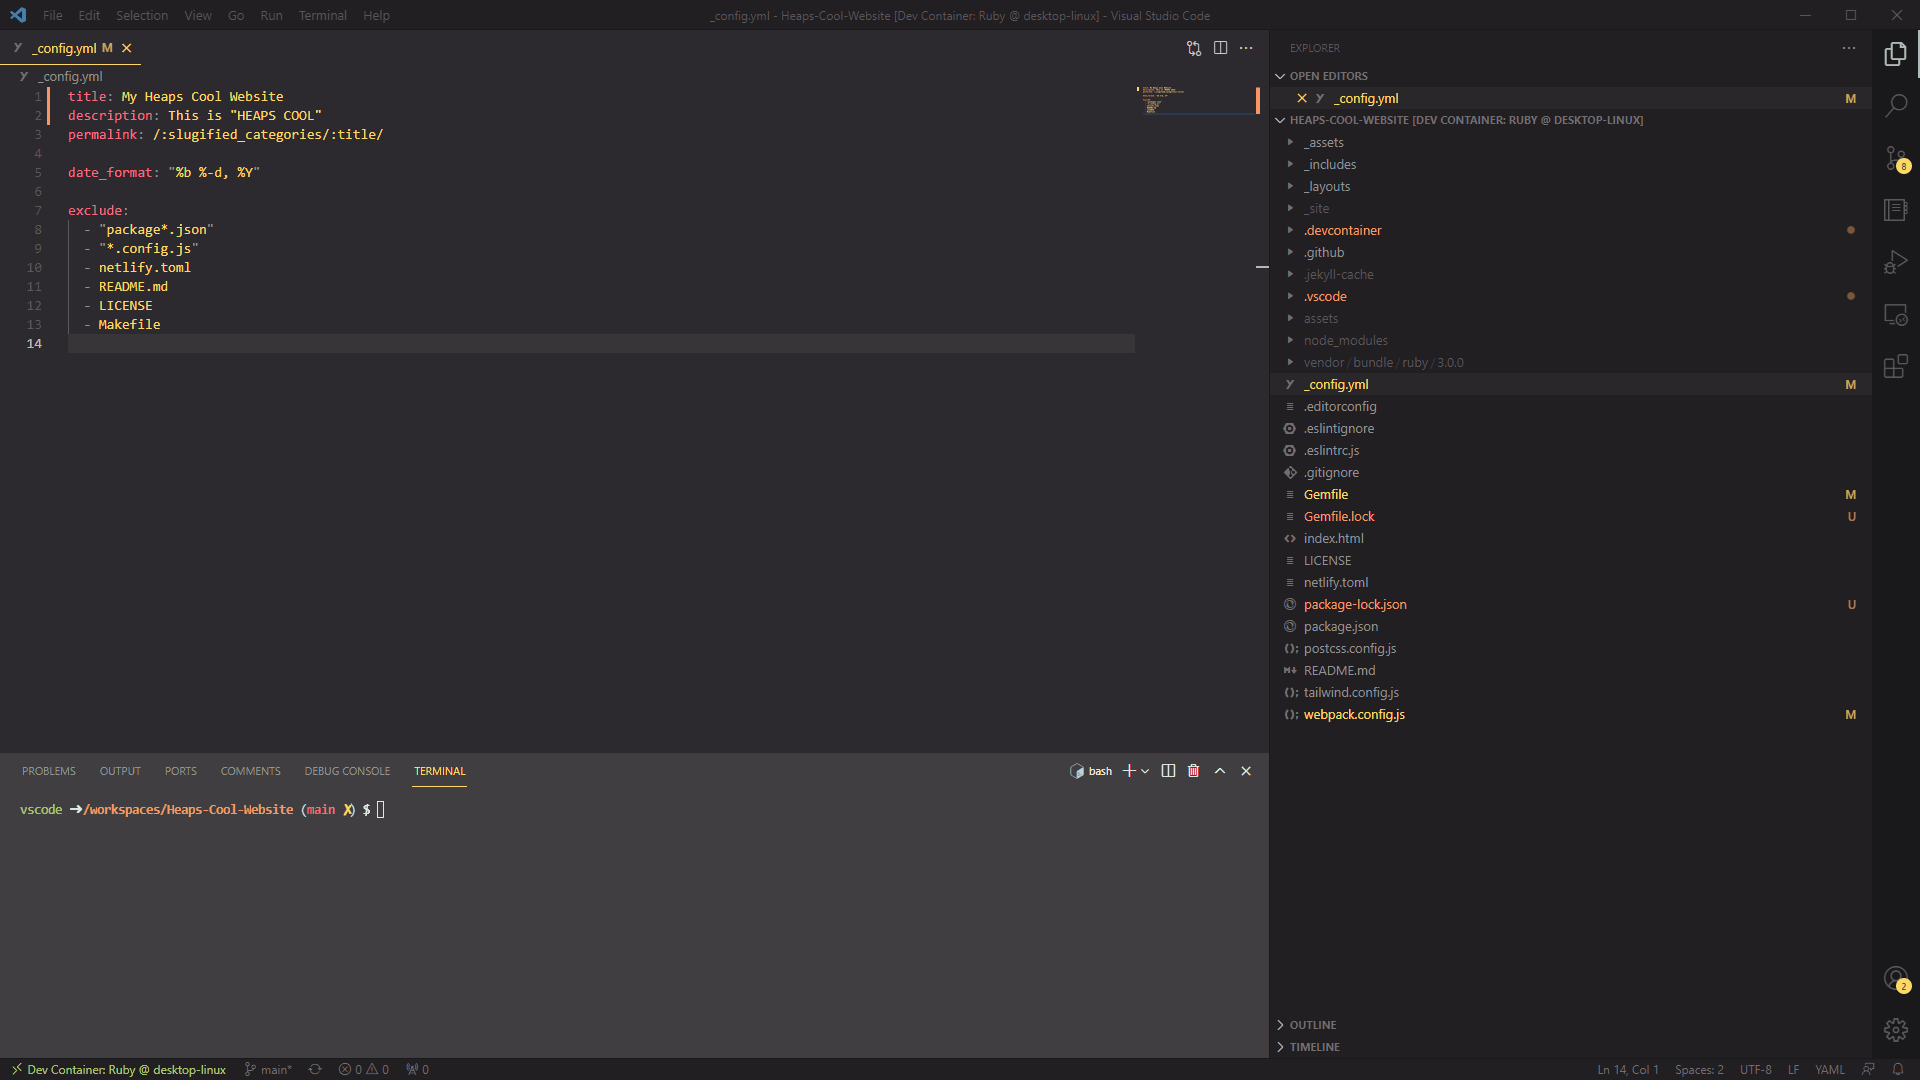 File Edit Selection View Go Run Terminal Help
_config.yml - Heaps-Cool-Website [Dev Container: Ruby @ desktop-linux] - Visual Studio Code
_config.yml M
_config.yml
1 title: My Heaps Cool Website
2 description: This is "HEAPS COOL"
3 permalink: /:slugified_categories/:title/
4
5 date_format: "%b %-d, %Y"
6
7 exclude:
8 - "package*.json"
9 - "*.config.js"
10 - netlify.toml
11 - README.md
12 - LICENSE
13 - Makefile
14
PROBLEMS OUTPUT PORTS COMMENTS DEBUG CONSOLE TERMINAL
bash
vscode ➜/workspaces/Heaps-Cool-Website (main ✗) $
EXPLORER
OPEN EDITORS
_config.yml M
HEAPS-COOL-WEBSITE [DEV CONTAINER: RUBY @ DESKTOP-LINUX]
_assets
_includes
_layouts
_site
.devcontainer
.github
.jekyll-cache
.vscode
assets
node_modules
vendor / bundle / ruby / 3.0.0
_config.yml M
.editorconfig
.eslintignore
.eslintrc.js
.gitignore
Gemfile M
Gemfile.lock U
index.html
LICENSE
netlify.toml
package-lock.json U
package.json
postcss.config.js
README.md
tailwind.config.js
webpack.config.js M
OUTLINE
TIMELINE
8
2
Dev Container: Ruby @ desktop-linux main* 0 0 0
Ln 14, Col 1 Spaces: 2 UTF-8 LF YAML